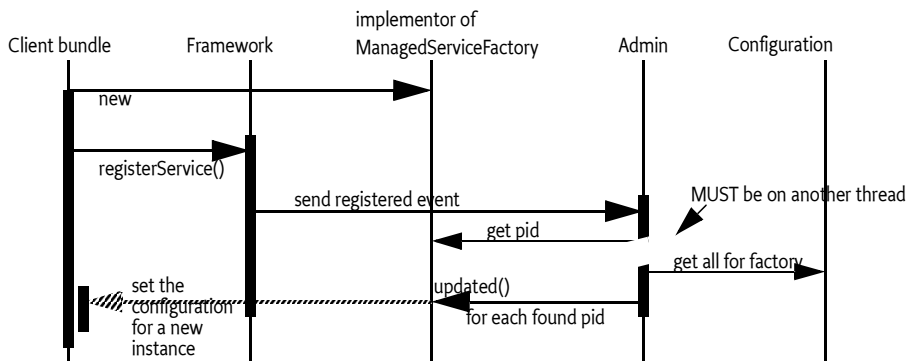 implementor of
Client bundle
Framework
ManagedServiceFactory
Admin
Configuration
new
registerService()
send registered event
MUST be on another thread
get pid
get all for factory
set the
configuration
for a new
instance
updated()
for each found pid